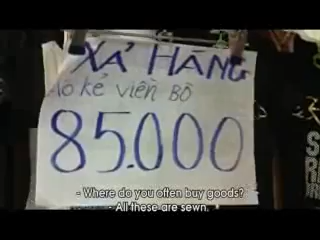 XẢ HÀNG
áo kẻ viền BÔ
85.000
- Where do you often buy goods?
- All these are sewn.